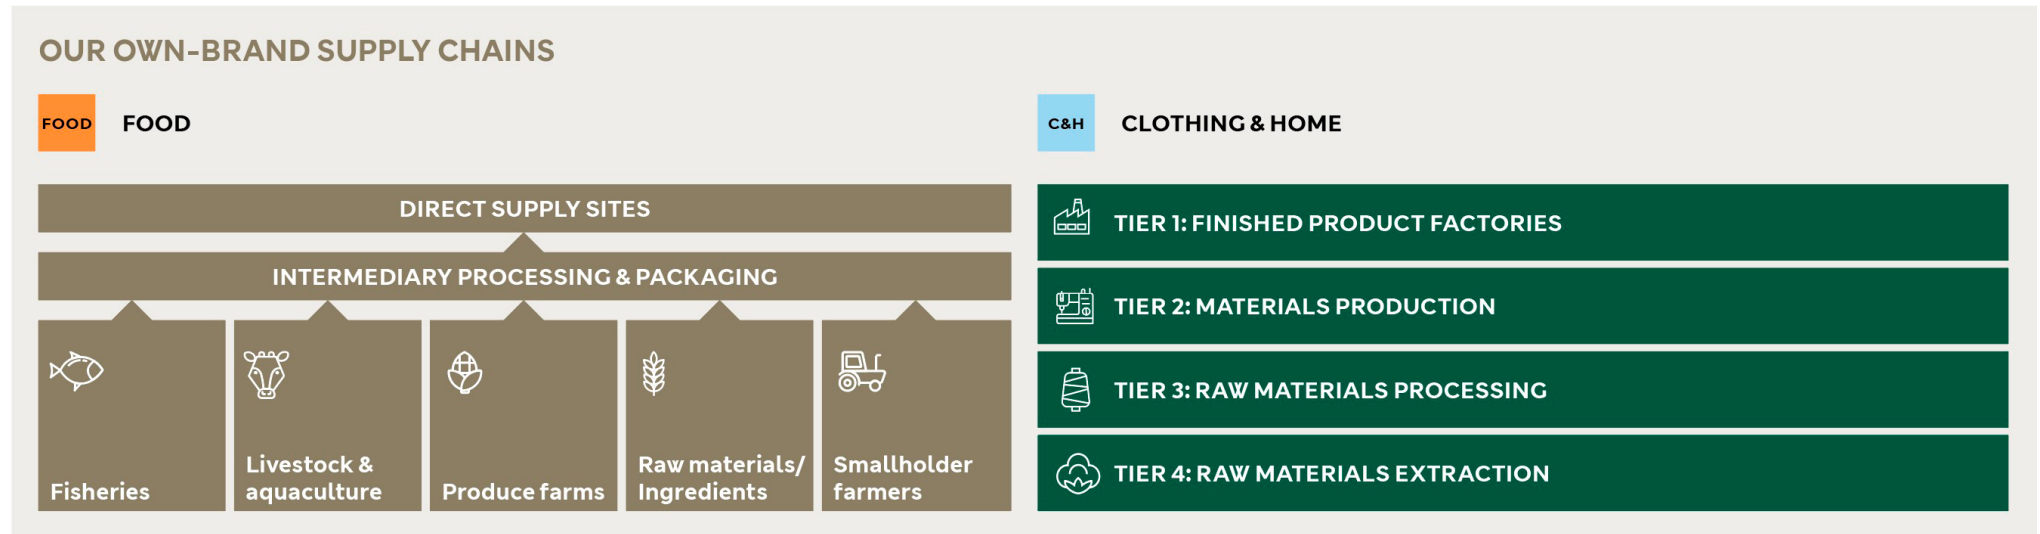 OUR OWN-BRAND SUPPLY CHAINS
FOOD
FOOD
DIRECT SUPPLY SITES
INTERMEDIARY PROCESSING & PACKAGING
Fisheries
Livestock &
aquaculture
Produce farms
Raw materials/
Ingredients
Smallholder
farmers
C&H
CLOTHING & HOME
TIER 1: FINISHED PRODUCT FACTORIES
TIER 2: MATERIALS PRODUCTION
TIER 3: RAW MATERIALS PROCESSING
TIER 4: RAW MATERIALS EXTRACTION